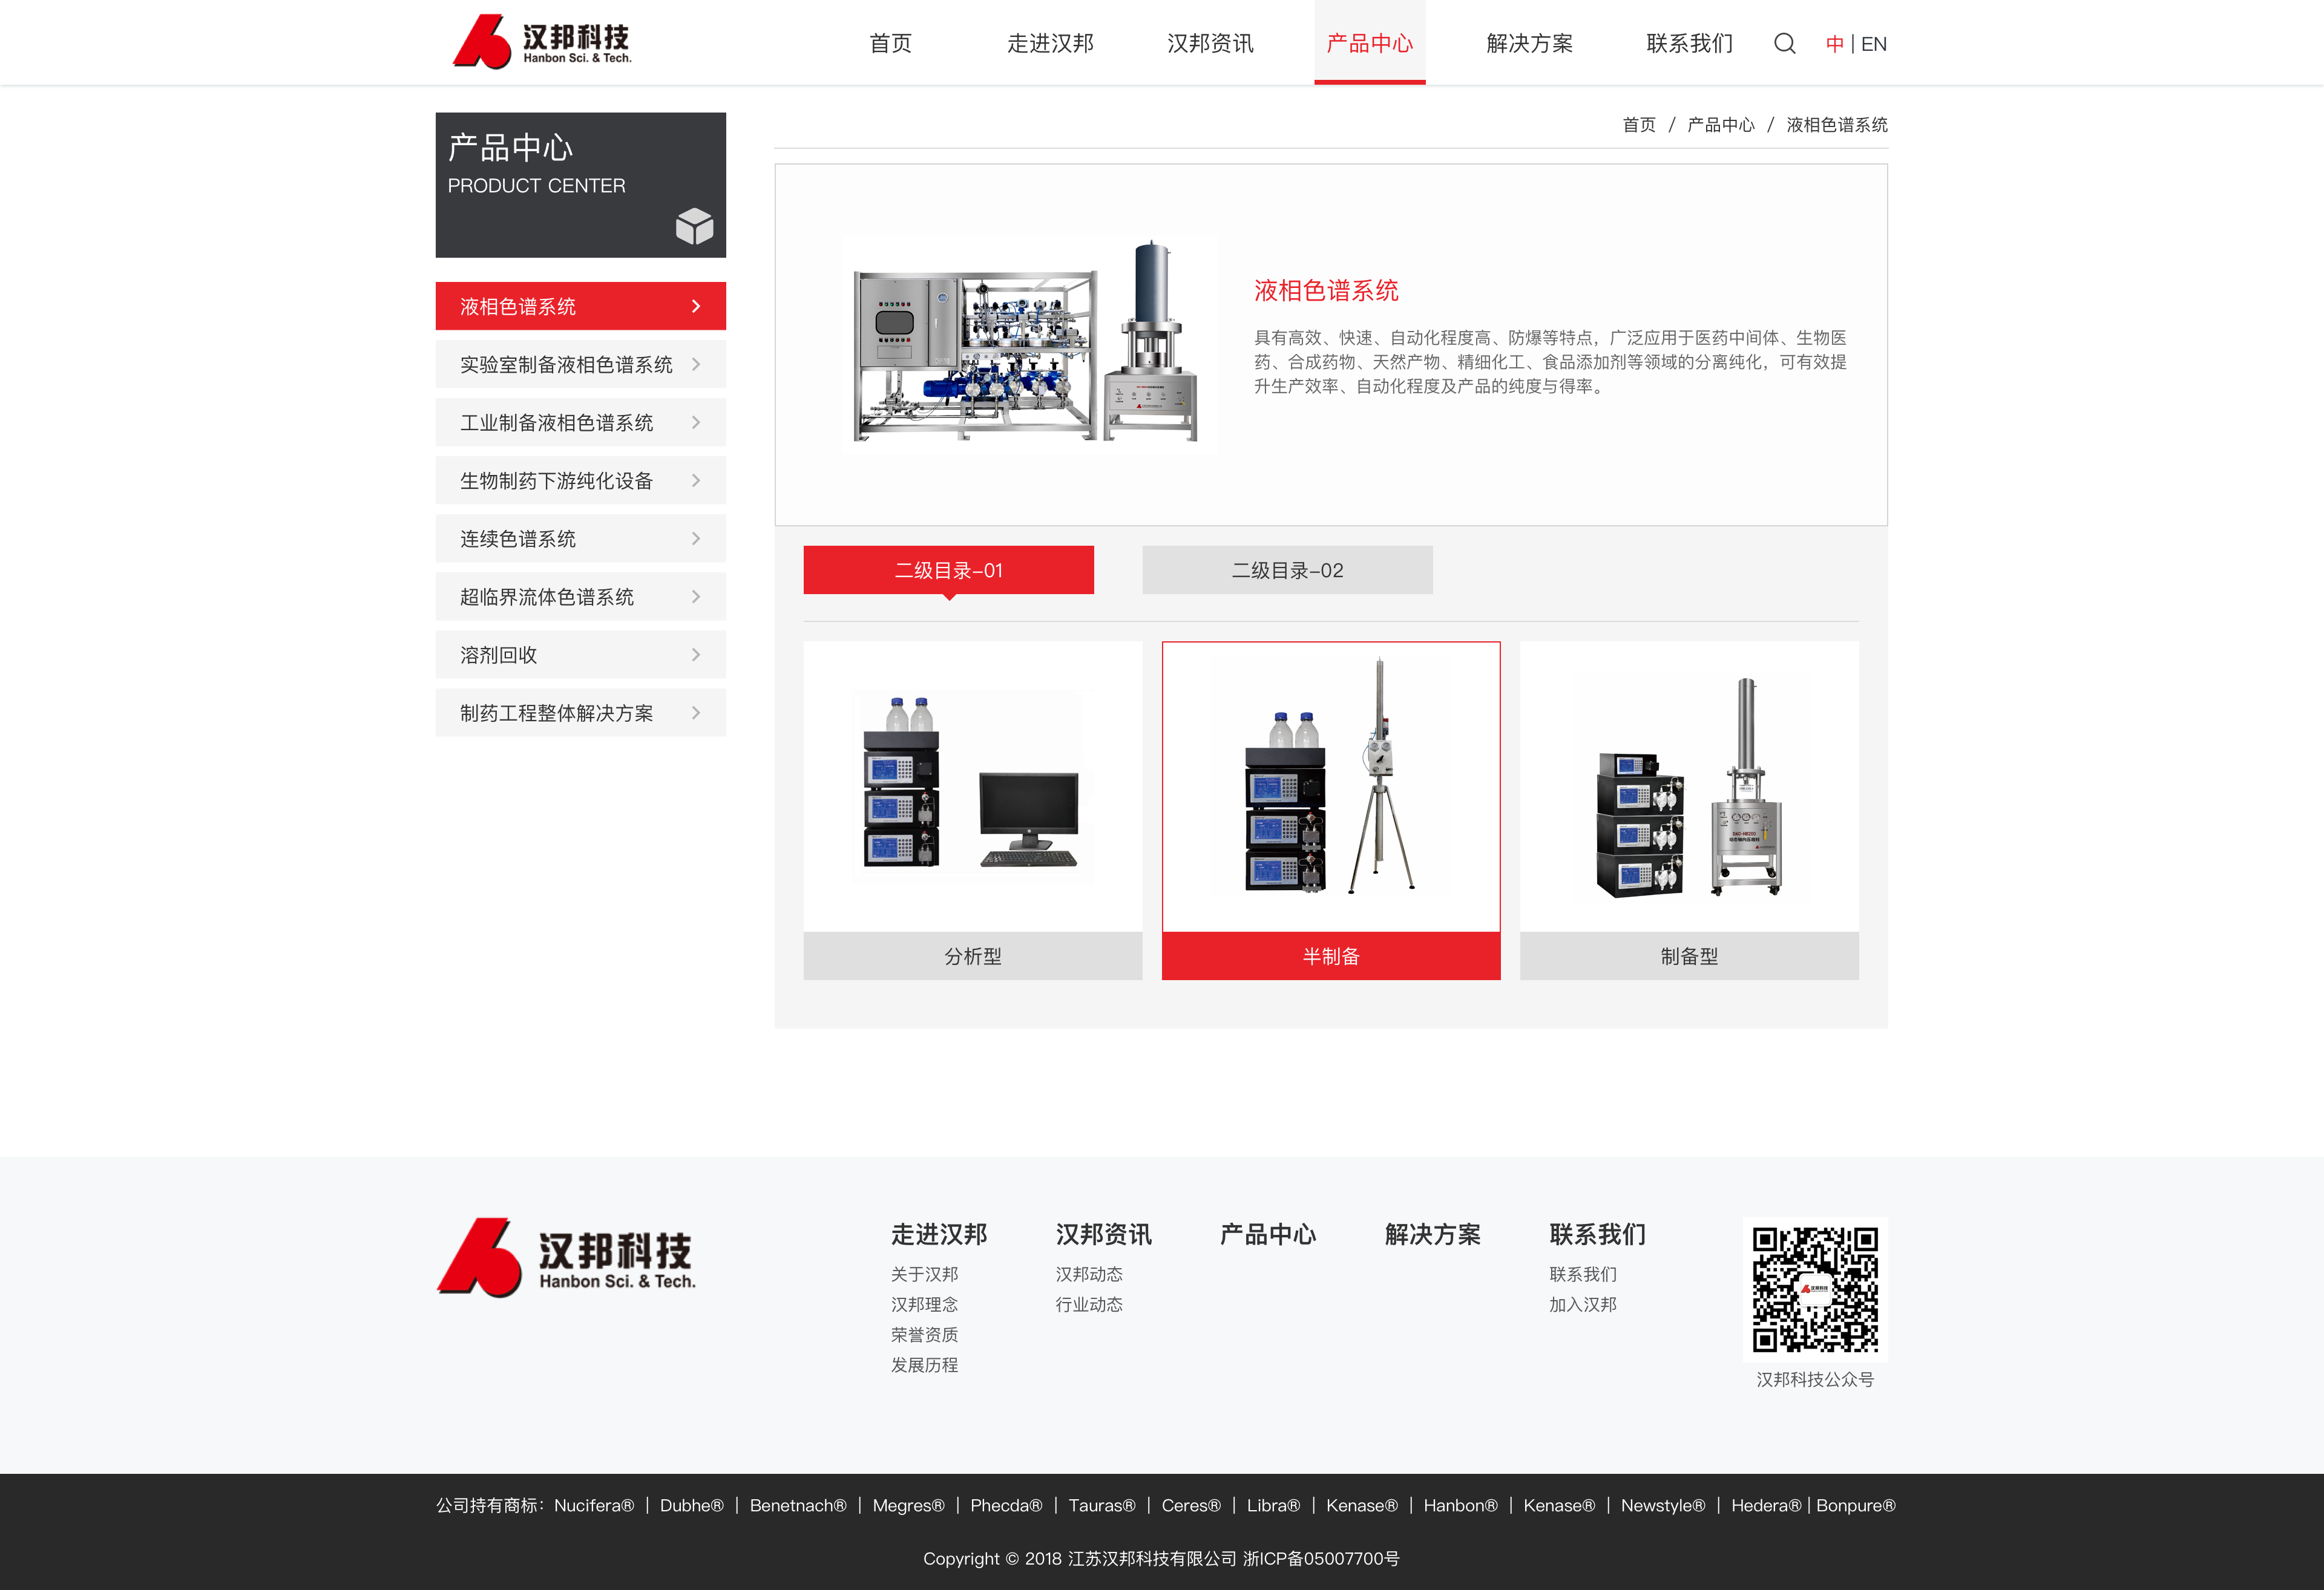 汉邦科技
Hanbon Sci. & Tech.
首页
走进汉邦
汉邦资讯
产品中心
解决方案
联系我们
中 | EN
产品中心
PRODUCT CENTER
首页 / 产品中心 / 液相色谱系统
液相色谱系统
实验室制备液相色谱系统
工业制备液相色谱系统
生物制药下游纯化设备
连续色谱系统
超临界流体色谱系统
溶剂回收
制药工程整体解决方案
液相色谱系统
具有高效、快速、自动化程度高、防爆等特点，广泛应用于医药中间体、生物医
药、合成药物、天然产物、精细化工、食品添加剂等领域的分离纯化，可有效提
升生产效率、自动化程度及产品的纯度与得率。
二级目录-01
二级目录-02
分析型
半制备
制备型
汉邦科技
Hanbon Sci. & Tech.
走进汉邦
关于汉邦
汉邦理念
荣誉资质
发展历程
汉邦资讯
汉邦动态
行业动态
产品中心
解决方案
联系我们
联系我们
加入汉邦
汉邦科技公众号
公司持有商标：Nucifera® | Dubhe® | Benetnach® | Megres® | Phecda® | Tauras® | Ceres® | Libra® | Kenase® | Hanbon® | Kenase® | Newstyle® | Hedera® | Bonpure®
Copyright © 2018 江苏汉邦科技有限公司 浙ICP备05007700号